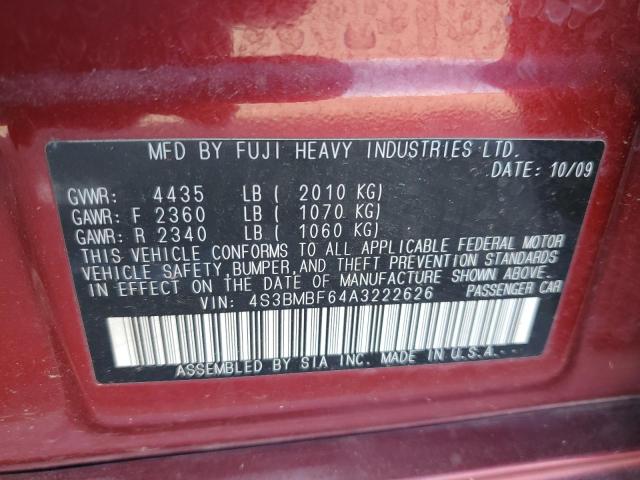 MFD BY FUJI HEAVY INDUSTRIES LTD.
DATE: 10/09
GVWR: 4435 LB ( 2010 KG)
GAWR: F 2360 LB ( 1070 KG)
GAWR: R 2340 LB ( 1060 KG)
THIS VEHICLE CONFORMS TO ALL APPLICABLE FEDERAL MOTOR
VEHICLE SAFETY, BUMPER, AND THEFT PREVENTION STANDARDS
IN EFFECT ON THE DATE OF MANUFACTURE SHOWN ABOVE.
VIN: 4S3BMBF64A3222626 PASSENGER CAR
ASSEMBLED BY SIA INC. MADE IN U.S.A.